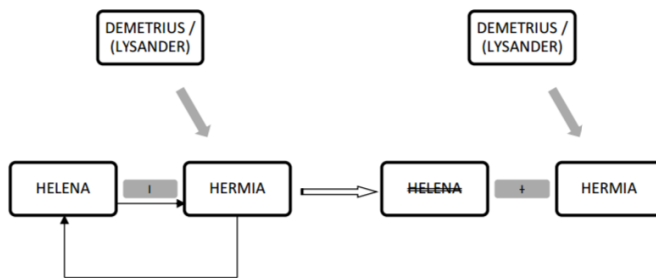 DEMETRIUS /
(LYSANDER)
DEMETRIUS /
(LYSANDER)
HELENA
I
HERMIA
HELENA
I
HERMIA